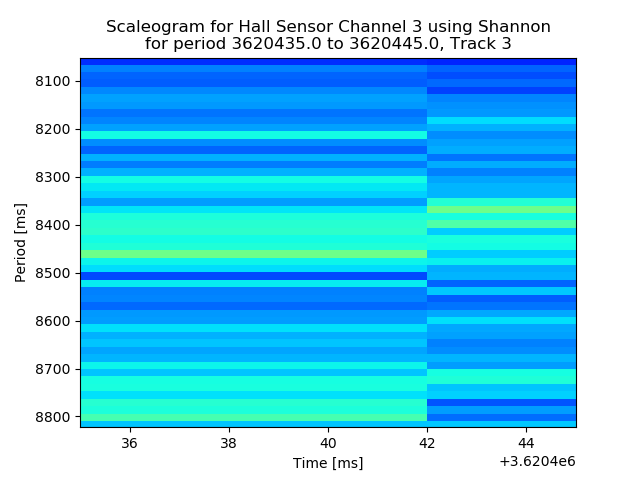 Scaleogram for Hall Sensor Channel 3 using Shannon
for period 3620435.0 to 3620445.0, Track 3
8100
8200
8300
8400
8500
8600
8700
8800
Period [ms]
36 38 40 42 44
Time [ms]
+3.6204e6